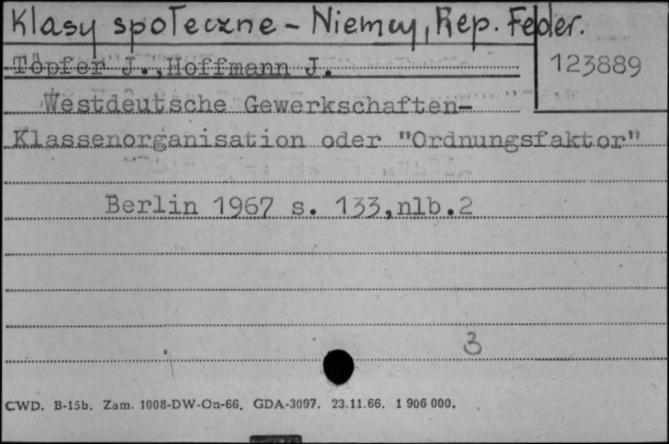 Klasy społeczne - Niemcy, Rep. Feder.
Töpfer J., Hoffmann J.
123889
Westdeutsche Gewerkschaften-
Klassenorganisation oder "Ordnungsfaktor"
Berlin 1967 s. 133,nlb.2
3
CWD. B-15b. Zam. 1008-DW-On-66. GDA-3097. 23.11.66. 1 906 000.